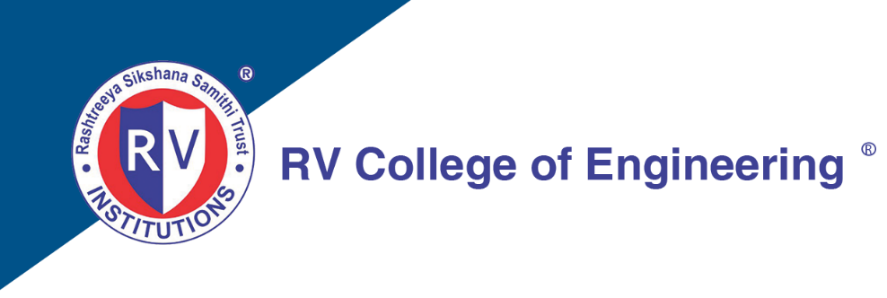 Rashtreeya Sikshana Samithi Trust ®
RV
INSTITUTIONS
RV College of Engineering ®